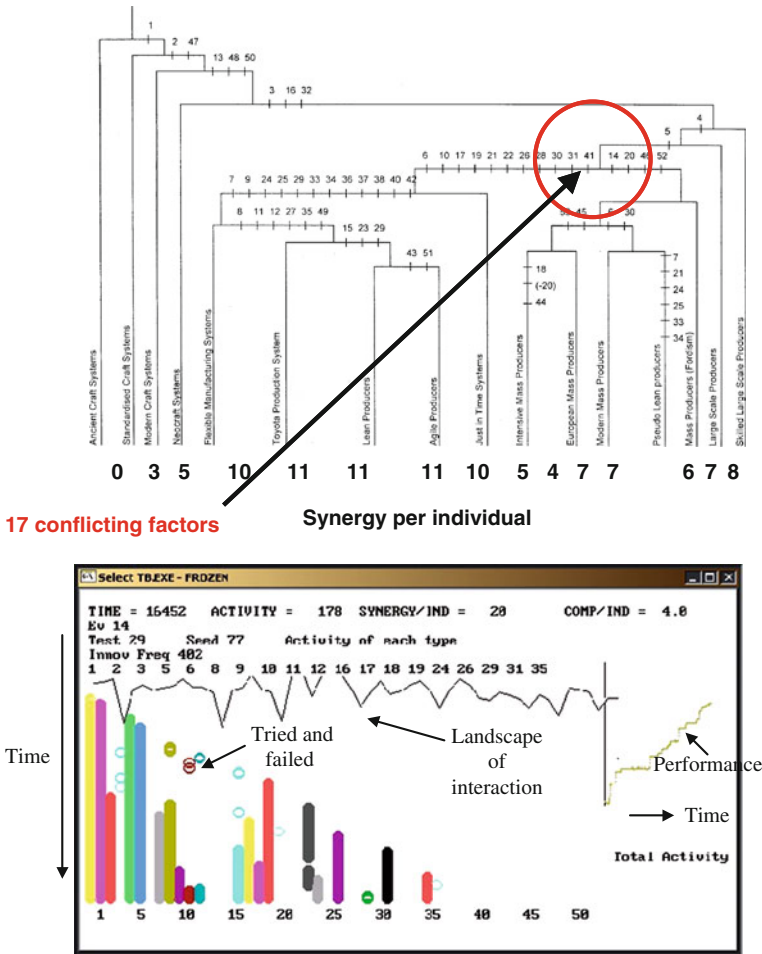 1
2 47
13 48 50
3 16 32
4
5
6 10 17 19 21 22 26 28 30 31 41 14 20 45 52
7 9 24 25 29 33 34 36 37 38 40 42
8 11 12 27 35 49
15 23 29
43 51
45 6 30
18
(-20)
44
7
21
24
25
33
34
Ancient Craft Systems
Standardised Craft Systems
Modern Craft Systems
Neocraft Systems
Flexible Manufacturing Systems
Toyota Production System
Lean Producers
Agile Producers
Just in Time Systems
Intensive Mass Producers
European Mass Producers
Modern Mass Producers
Pseudo Lean producers
Mass Producers (Fordism)
Large Scale Producers
Skilled Large Scale Producers
0 3 5 10 11 11 11 10 5 4 7 7 6 7 8
17 conflicting factors
Synergy per individual
Select TB.EXE - FROZEN
TIME = 16452 ACTIVITY = 178 SYNERGY/IND = 20 COMP/IND = 4.0
Ev 14
Test 29 Seed 77 Activity of each type
Innov Freq 402
1 2 3 5 6 8 9 10 11 12 16 17 18 19 24 26 29 31 35
Time
Tried and
failed
Landscape
of
interaction
Performance
Time
Total Activity
1 5 10 15 20 25 30 35 40 45 50